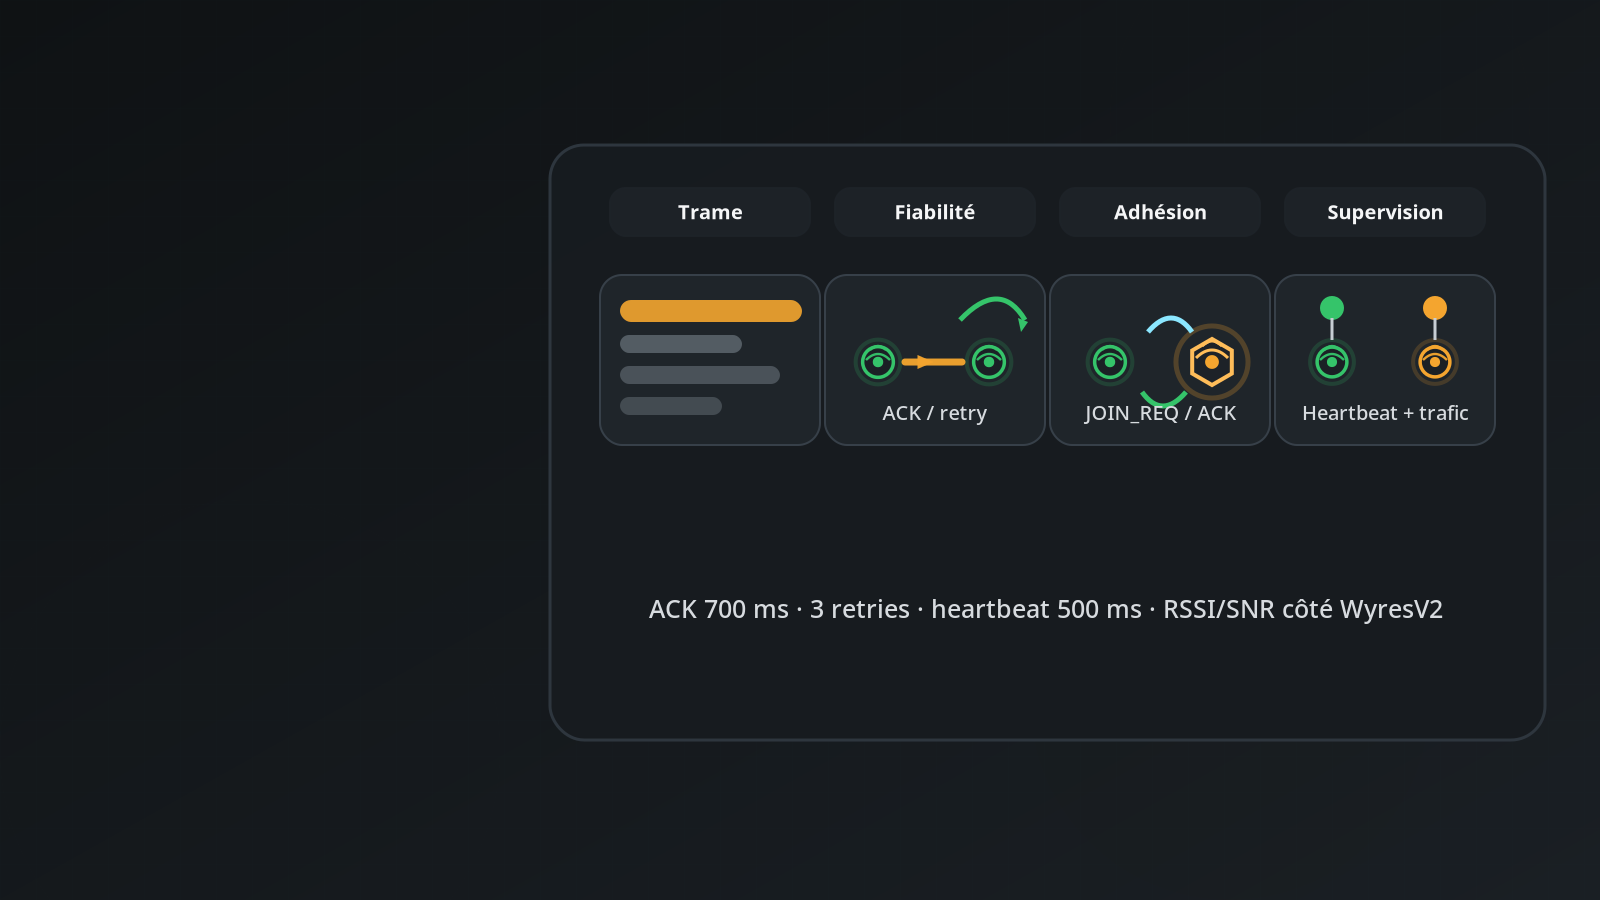 Trame
Fiabilité
Adhésion
Supervision
ACK / retry
JOIN_REQ / ACK
Heartbeat + trafic
ACK 700 ms · 3 retries · heartbeat 500 ms · RSSI/SNR côté WyresV2